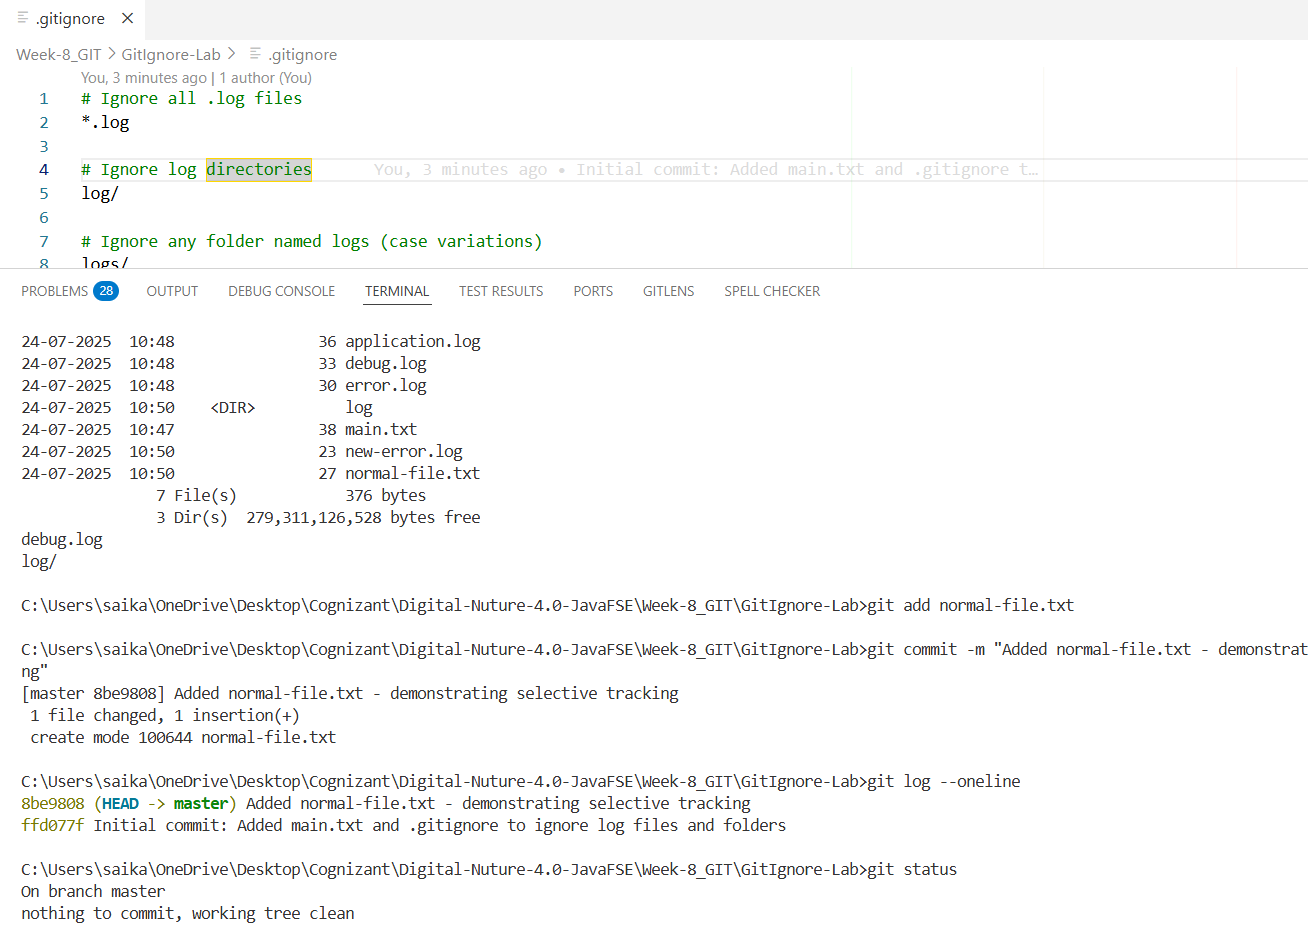 .gitignore
Week-8_GIT > GitIgnore-Lab > .gitignore
You, 3 minutes ago | 1 author (You)
1 # Ignore all .log files
2 *.log
3
4 # Ignore log directories You, 3 minutes ago • Initial commit: Added main.txt and .gitignore t…
5 log/
6
7 # Ignore any folder named logs (case variations)
8 logs/
PROBLEMS 28 OUTPUT DEBUG CONSOLE TERMINAL TEST RESULTS PORTS GITLENS SPELL CHECKER
24-07-2025  10:48                36 application.log
24-07-2025  10:48                33 debug.log
24-07-2025  10:48                30 error.log
24-07-2025  10:50    <DIR>          log
24-07-2025  10:47                38 main.txt
24-07-2025  10:50                23 new-error.log
24-07-2025  10:50                27 normal-file.txt
7 File(s)            376 bytes
3 Dir(s)  279,311,126,528 bytes free
debug.log
log/
C:\Users\saika\OneDrive\Desktop\Cognizant\Digital-Nuture-4.0-JavaFSE\Week-8_GIT\GitIgnore-Lab>git add normal-file.txt
C:\Users\saika\OneDrive\Desktop\Cognizant\Digital-Nuture-4.0-JavaFSE\Week-8_GIT\GitIgnore-Lab>git commit -m "Added normal-file.txt - demonstrat
ng"
[master 8be9808] Added normal-file.txt - demonstrating selective tracking
1 file changed, 1 insertion(+)
create mode 100644 normal-file.txt
C:\Users\saika\OneDrive\Desktop\Cognizant\Digital-Nuture-4.0-JavaFSE\Week-8_GIT\GitIgnore-Lab>git log --oneline
8be9808 (HEAD -> master) Added normal-file.txt - demonstrating selective tracking
ffd077f Initial commit: Added main.txt and .gitignore to ignore log files and folders
C:\Users\saika\OneDrive\Desktop\Cognizant\Digital-Nuture-4.0-JavaFSE\Week-8_GIT\GitIgnore-Lab>git status
On branch master
nothing to commit, working tree clean